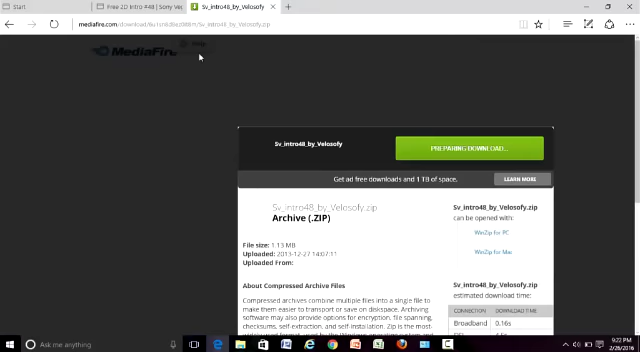 Start
Free 2D Intro #48 | Sony Veg
Sv_intro48_by_Velosofy
MediaFire
Sv_intro48_by_Velosofy
PREPARING DOWNLOAD...
Get ad free downloads and 1 TB of space.
LEARN MORE
Sv_intro48_by_Velosofy.zip
Archive (.ZIP)
File size: 1.13 MB
Uploaded: 2013-12-27 14:07:11
Uploaded From:
About Compressed Archive Files
Compressed archives combine multiple files into a single file to
make them easier to transport or save on diskspace. Archiving
software may also provide options for encryption, file spanning,
checksums, self-extraction, and self-installation. Zip is the most-
Sv_intro48_by_Velosofy.zip
can be opened with:
WinZip for PC
WinZip for Mac
Sv_intro48_by_Velosofy.zip
estimated download time:
CONNECTION DOWNLOAD TIME
Broadband 0.16s
Ask me anything
9:22 PM
2/28/2016